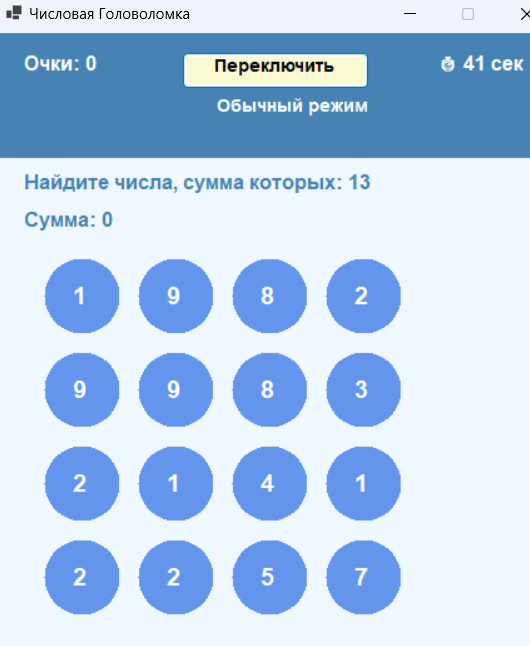 Числовая Головоломка
Очки: 0
Переключить
41 сек
Обычный режим
Найдите числа, сумма которых: 13
Сумма: 0
1 9 8 2
9 9 8 3
2 1 4 1
2 2 5 7